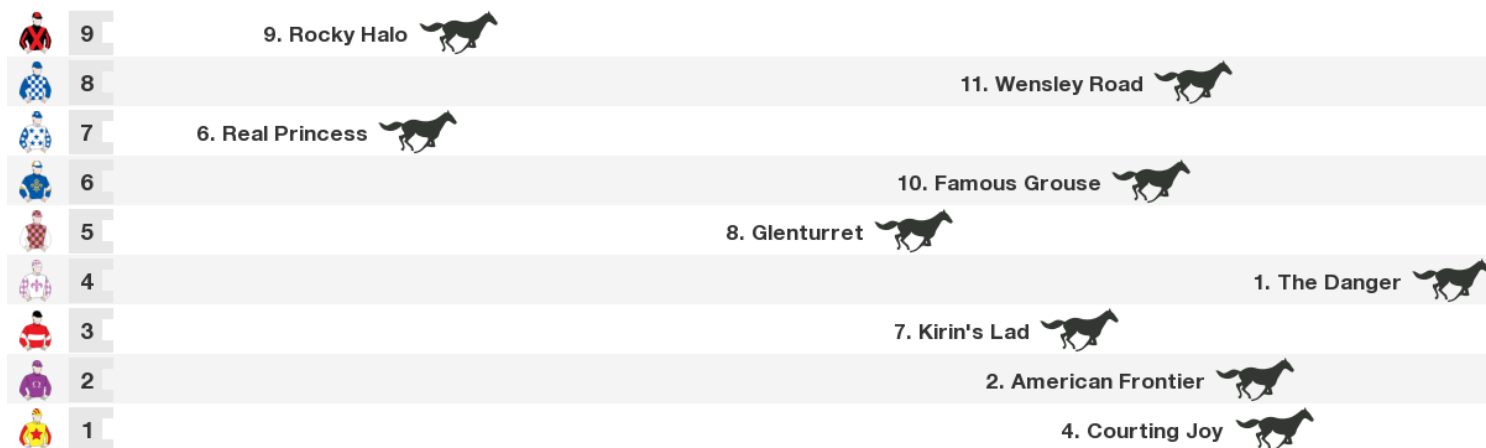 9 9. Rocky Halo
8 11. Wensley Road
7 6. Real Princess
6 10. Famous Grouse
5 8. Glenturret
4 1. The Danger
3 7. Kirin's Lad
2 2. American Frontier
1 4. Courting Joy